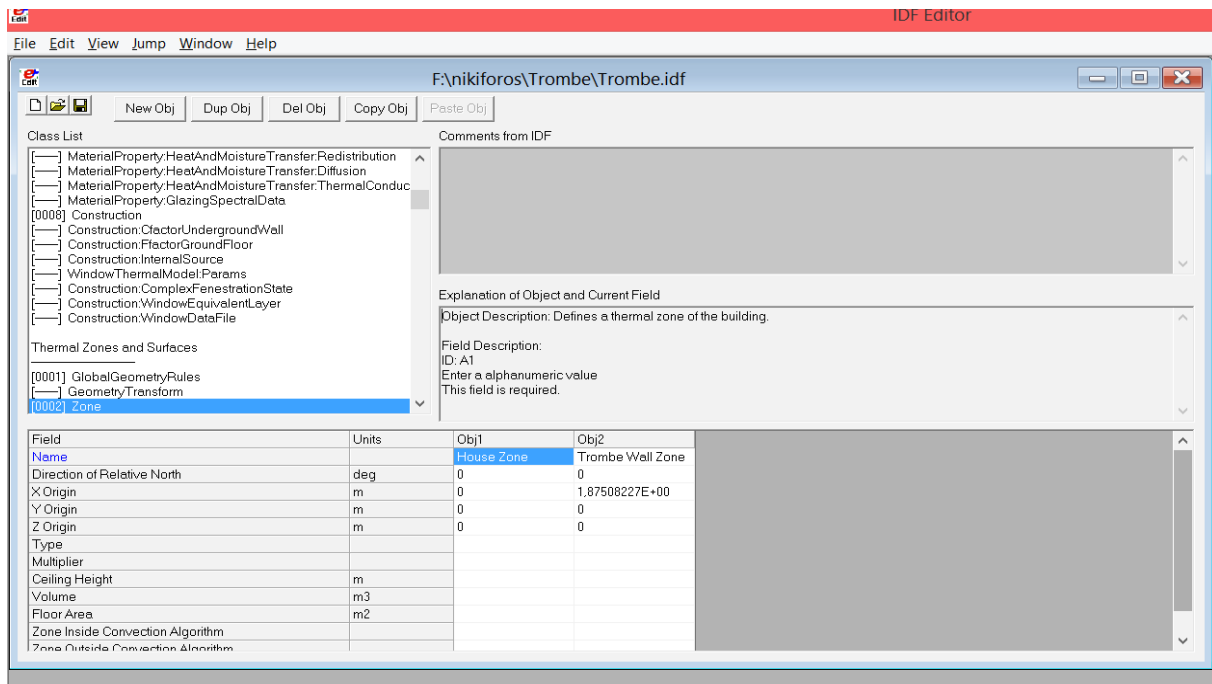 IDF Editor
File Edit View Jump Window Help
F:\nikiforos\Trombe\Trombe.idf
New Obj Dup Obj Del Obj Copy Obj Paste Obj
Class List
[——] MaterialProperty:HeatAndMoistureTransfer:Redistribution
[——] MaterialProperty:HeatAndMoistureTransfer:Diffusion
[——] MaterialProperty:HeatAndMoistureTransfer:ThermalConduc
[——] MaterialProperty:GlazingSpectralData
[0008] Construction
[——] Construction:CfactorUndergroundWall
[——] Construction:FfactorGroundFloor
[——] Construction:InternalSource
[——] WindowThermalModel:Params
[——] Construction:ComplexFenestrationState
[——] Construction:WindowEquivalentLayer
[——] Construction:WindowDataFile
Thermal Zones and Surfaces
[0001] GlobalGeometryRules
[——] GeometryTransform
[0002] Zone
Comments from IDF
Explanation of Object and Current Field
Object Description: Defines a thermal zone of the building.
Field Description:
ID: A1
Enter a alphanumeric value
This field is required.
Field Units Obj1 Obj2
Name House Zone Trombe Wall Zone
Direction of Relative North deg 0 0
X Origin m 0 1,87508227E+00
Y Origin m 0 0
Z Origin m 0 0
Type
Multiplier
Ceiling Height m
Volume m3
Floor Area m2
Zone Inside Convection Algorithm
Zone Outside Convection Algorithm